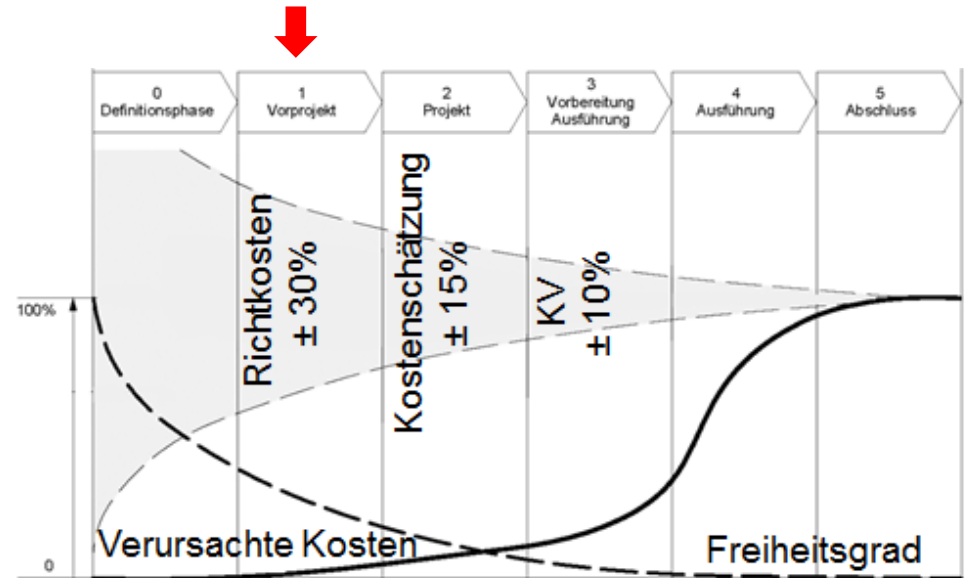 0
Definitionsphase
1
Vorprojekt
2
Projekt
3
Vorbereitung
Ausführung
4
Ausführung
5
Abschluss
Richtkosten
± 30%
Kostenschätzung
± 15%
KV
± 10%
100%
Verursachte Kosten
Freiheitsgrad
0